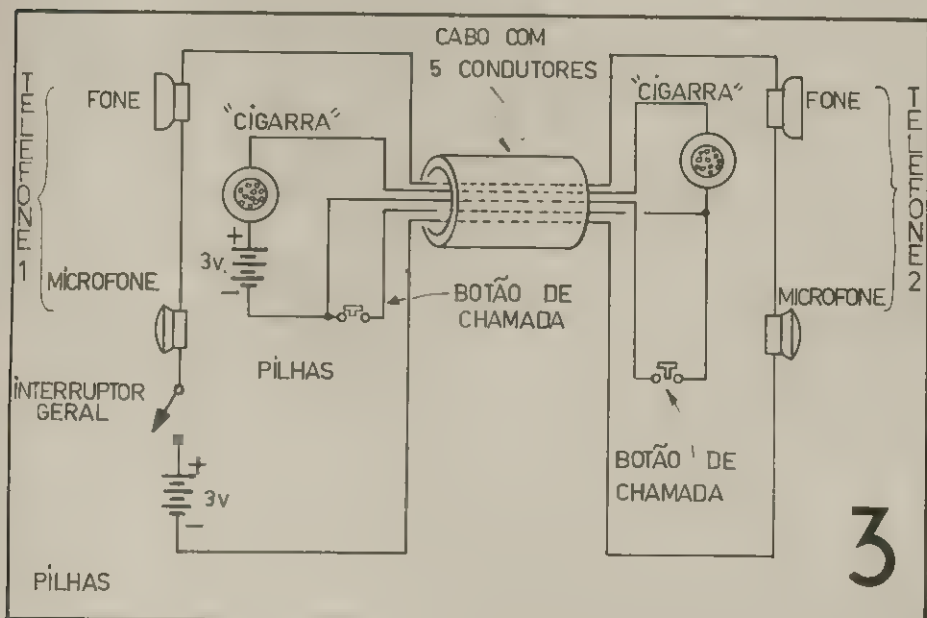 CABO COM
5 CONDUTORES
TELEFONE 1
FONE
"CIGARRA"
+
3v.
-
MICROFONE
BOTÃO DE
CHAMADA
PILHAS
INTERRUPTOR
GERAL
+
3v
-
PILHAS
"CIGARRA"
FONE
TELEFONE 2
MICROFONE
BOTÃO DE
CHAMADA
3